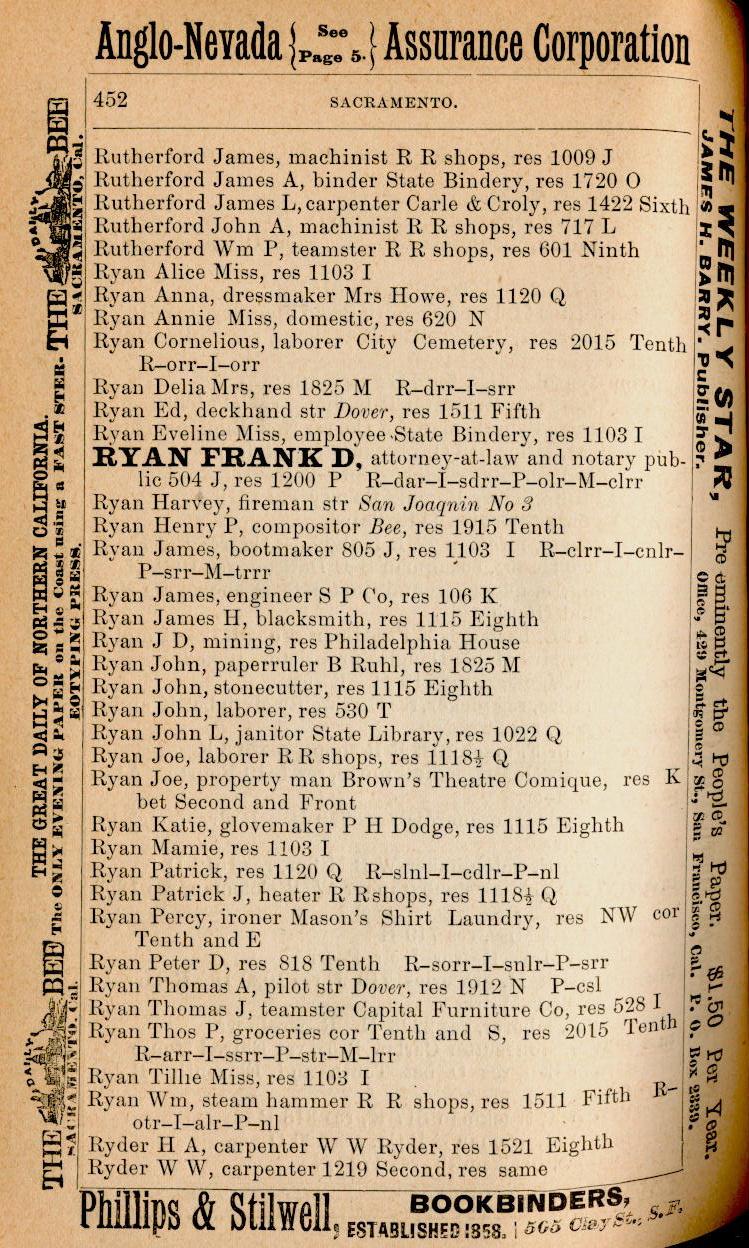 Anglo-Nevada { See Page 5. } Assurance Corporation
452 SACRAMENTO.
Rutherford James, machinist R R shops, res 1009 J
Rutherford James A, binder State Bindery, res 1720 O
Rutherford James L, carpenter Carle & Croly, res 1422 Sixth
Rutherford John A, machinist R R shops, res 717 L
Rutherford Wm P, teamster R R shops, res 601 Ninth
Ryan Alice Miss, res 1103 I
Ryan Anna, dressmaker Mrs Howe, res 1120 Q
Ryan Annie Miss, domestic, res 620 N
Ryan Cornelious, laborer City Cemetery, res 2015 Tenth
R–orr–I–orr
Ryan Delia Mrs, res 1825 M R–drr–I–srr
Ryan Ed, deckhand str Dover, res 1511 Fifth
Ryan Eveline Miss, employee State Bindery, res 1103 I
RYAN FRANK D, attorney-at-law and notary pub-
lic 504 J, res 1200 P R–dar–I–sdrr–P–olr–M–clrr
Ryan Harvey, fireman str San Joaqnin No 3
Ryan Henry P, compositor Bee, res 1915 Tenth
Ryan James, bootmaker 805 J, res 1103 I R–clrr–I–cnlr–
P–srr–M–trrr
Ryan James, engineer S P Co, res 106 K
Ryan James H, blacksmith, res 1115 Eighth
Ryan J D, mining, res Philadelphia House
Ryan John, paperruler B Ruhl, res 1825 M
Ryan John, stonecutter, res 1115 Eighth
Ryan John, laborer, res 530 T
Ryan John L, janitor State Library, res 1022 Q
Ryan Joe, laborer R R shops, res 1118½ Q
Ryan Joe, property man Brown's Theatre Comique, res K
bet Second and Front
Ryan Katie, glovemaker P H Dodge, res 1115 Eighth
Ryan Mamie, res 1103 I
Ryan Patrick, res 1120 Q R–slnl–I–cdlr–P–nl
Ryan Patrick J, heater R R shops, res 1118½ Q
Ryan Percy, ironer Mason's Shirt Laundry, res NW cor
Tenth and E
Ryan Peter D, res 818 Tenth R–sorr–I–snlr–P–srr
Ryan Thomas A, pilot str Dover, res 1912 N P–csl
Ryan Thomas J, teamster Capital Furniture Co, res 528 I
Ryan Thos P, groceries cor Tenth and S, res 2015 Tenth
R–arr–I–ssrr–P–str–M–lrr
Ryan Tillie Miss, res 1103 I
Ryan Wm, steam hammer R R shops, res 1511 Fifth R–
otr–I–alr–P–nl
Ryder H A, carpenter W W Ryder, res 1521 Eighth
Ryder W W, carpenter 1219 Second, res same
THE DAILY BEE
SACRAMENTO, Cal.
THE GREAT DAILY OF NORTHERN CALIFORNIA.
The ONLY EVENING PAPER on the Coast using a FAST STER-
EOTYPING PRESS.
THE DAILY BEE
SACRAMENTO, Cal.
THE WEEKLY STAR, Pre eminently the People's Paper. $1.50 Per Year.
JAMES H. BARRY, Publisher. Office, 429 Montgomery St., San Francisco, Cal. P. O. Box 2339.
Phillips & Stilwell, BOOKBINDERS,
ESTABLISHED 1858. | 505 Clay St., S. F.